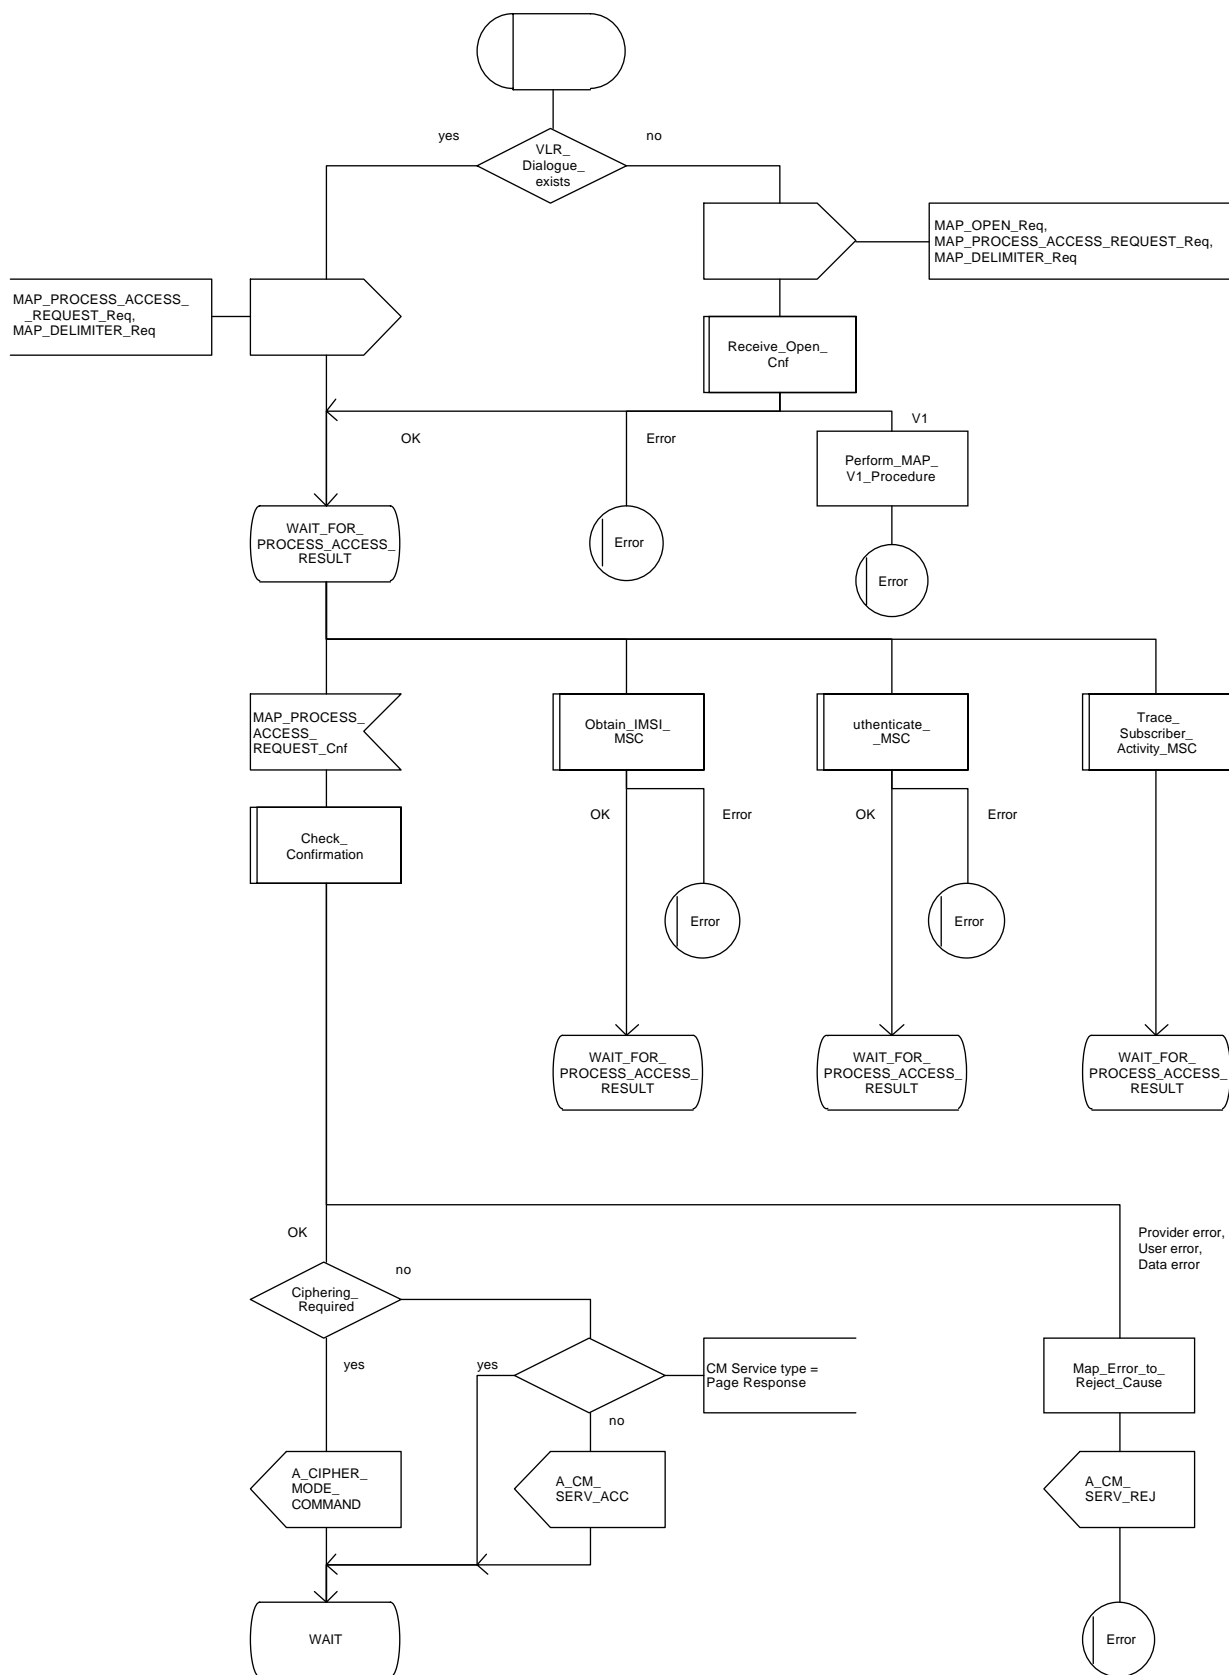 yes
no
VLR_
Dialogue_
exists
MAP_OPEN_Req,
MAP_PROCESS_ACCESS_REQUEST_Req,
MAP_DELIMITER_Req
MAP_PROCESS_ACCESS_
_REQUEST_Req,
MAP_DELIMITER_Req
Receive_Open_
Cnf
OK
Error
V1
Perform_MAP_
V1_Procedure
WAIT_FOR_
PROCESS_ACCESS_
RESULT
Error
Error
MAP_PROCESS_
ACCESS_
REQUEST_Cnf
Obtain_IMSI_
MSC
uthenticate_
_MSC
Trace_
Subscriber_
Activity_MSC
Check_
Confirmation
OK
Error
OK
Error
Error
Error
WAIT_FOR_
PROCESS_ACCESS_
RESULT
WAIT_FOR_
PROCESS_ACCESS_
RESULT
WAIT_FOR_
PROCESS_ACCESS_
RESULT
OK
Provider error,
User error,
Data error
Ciphering_
Required
no
yes
yes
CM Service type =
Page Response
no
Map_Error_to_
Reject_Cause
A_CIPHER_
MODE_
COMMAND
A_CM_
SERV_ACC
A_CM_
SERV_REJ
WAIT
Error